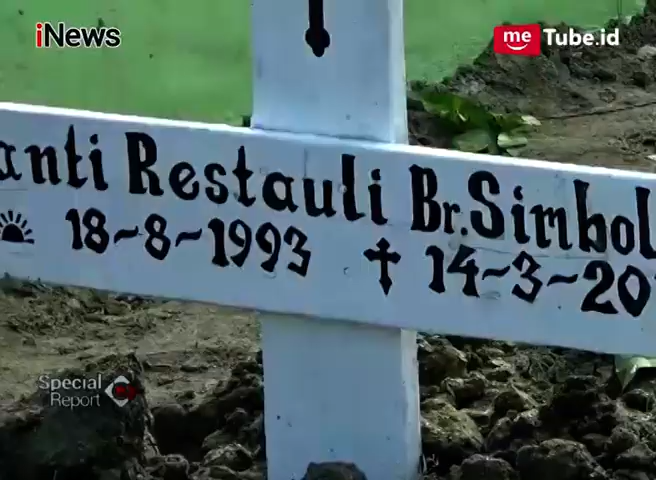 iNews
me Tube.id
anti Restauli Br. Simbol
18-8-1993 14-3-20
Special Report